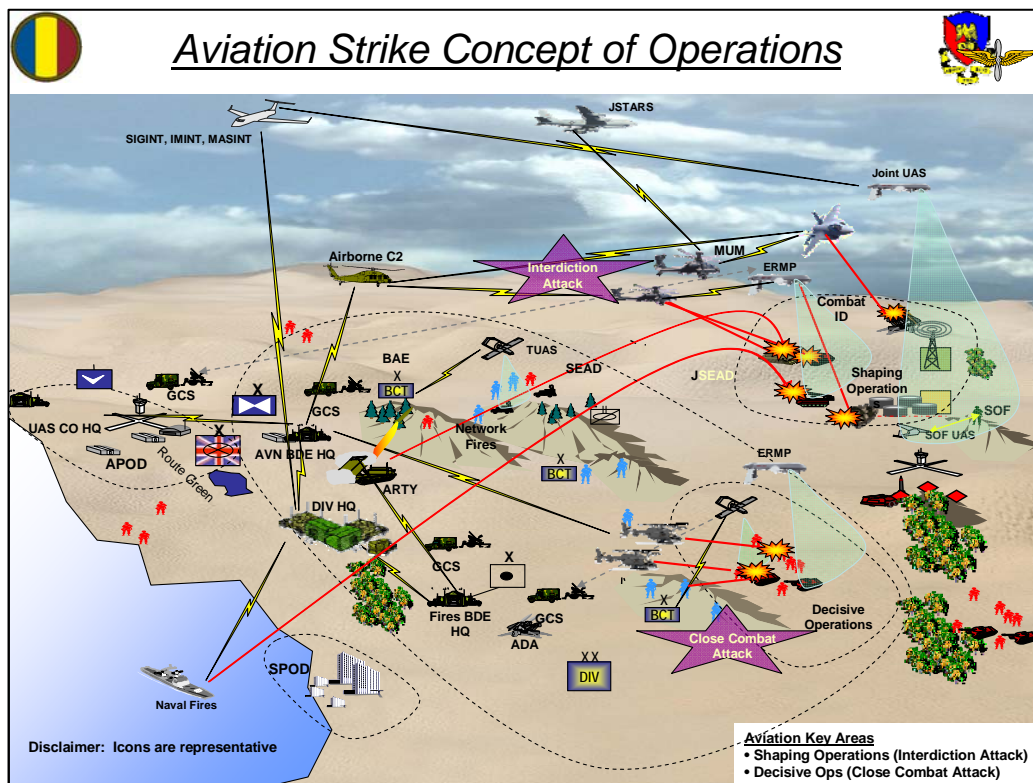 Aviation Strike Concept of Operations
JSTARS
SIGINT, IMINT, MASINT
Joint UAS
MUM
Airborne C2
Interdiction
Attack
ERMP
Combat
ID
BAE
TUAS
SEAD
JSEAD
X
BCT
GCS
X
GCS
Shaping
Operation
s
Network
Fires
SOF
SOF UAS
UAS CO HQ
X
AVN BDE HQ
APOD
Route Green
X
BCT
ERMP
ARTY
DIV HQ
GCS
X
Fires BDE
HQ
GCS
ADA
X
BCT
Decisive
Operations
Close Combat
Attack
SPOD
XX
DIV
Naval Fires
Disclaimer: Icons are representative
Aviation Key Areas
• Shaping Operations (Interdiction Attack)
• Decisive Ops (Close Combat Attack)